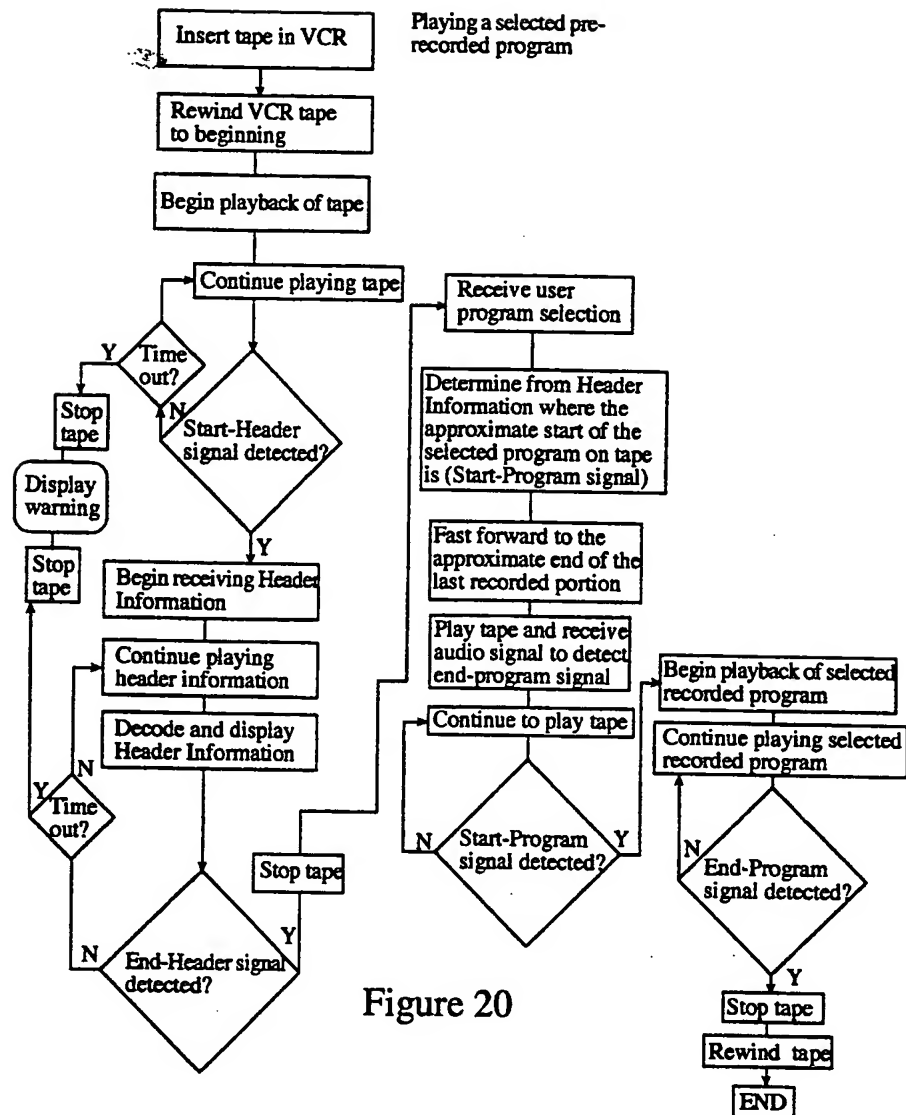 Playing a selected pre-
recorded program
Insert tape in VCR
Rewind VCR tape
to beginning
Begin playback of tape
Continue playing tape
Y
Time
out?
N
Start-Header
signal detected?
Stop
tape
Display
warning
Stop
tape
Y
Begin receiving Header
Information
Continue playing
header information
Decode and display
Header Information
N
Y
Time
out?
N
End-Header signal
detected?
Y
Stop tape
Receive user
program selection
Determine from Header
Information where the
approximate start of the
selected program on tape
is (Start-Program signal)
Fast forward to the
approximate end of the
last recorded portion
Play tape and receive
audio signal to detect
end-program signal
Continue to play tape
N
Start-Program
signal detected?
Y
Begin playback of selected
recorded program
Continue playing selected
recorded program
N
End-Program
signal detected?
Y
Stop tape
Rewind tape
END
Figure 20